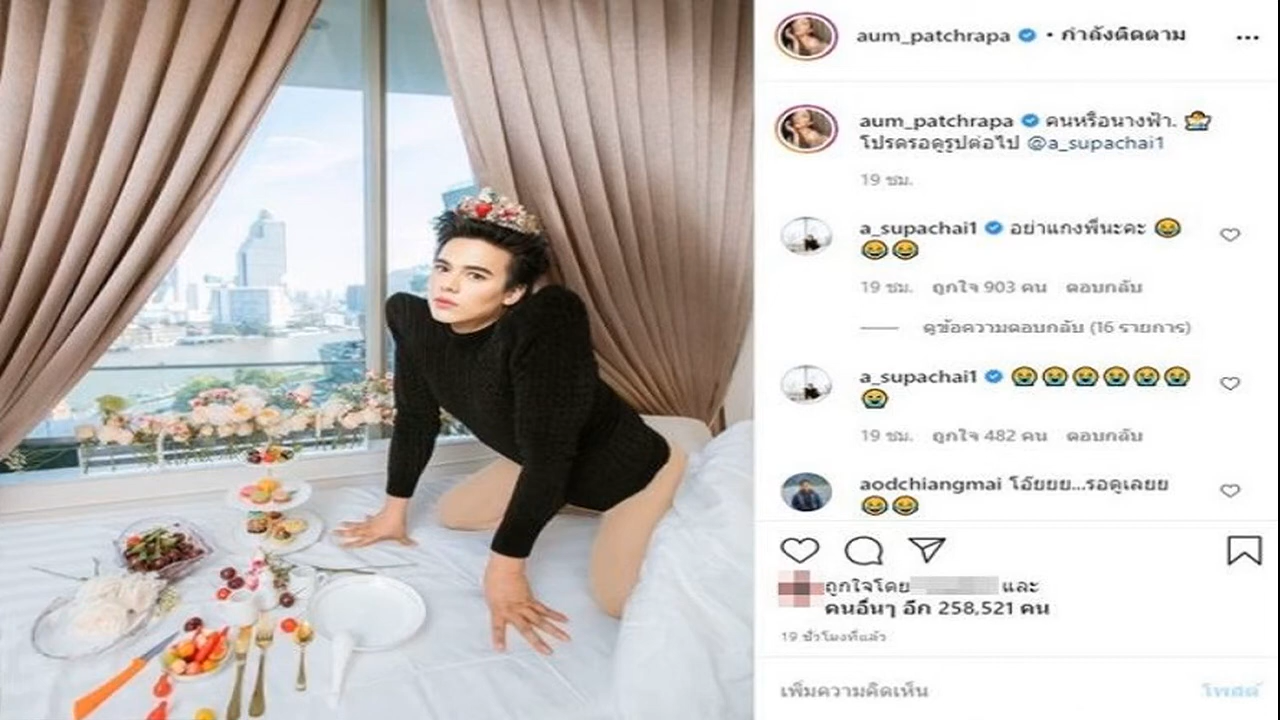 aum_patchrapa • กำลังติดตาม
aum_patchrapa คนหรือนางฟ้า.
โปรดรอดูรูปต่อไป @a_supachai1
19 ชม.
a_supachai1 อย่าแกงพี่นะคะ 😂
😂😂
19 ชม. ถูกใจ 903 คน ตอบกลับ
ดูข้อความตอบกลับ (16 รายการ)
a_supachai1 😭😭😭😭😭😭
😭
19 ชม. ถูกใจ 482 คน ตอบกลับ
aodchiangmai โอ๊ยยย...รอดูเลยย
😂😂
ถูกใจโดย และ
คนอื่นๆ อีก 258,521 คน
19 ชั่วโมงที่แล้ว
เพิ่มความคิดเห็น โพสต์